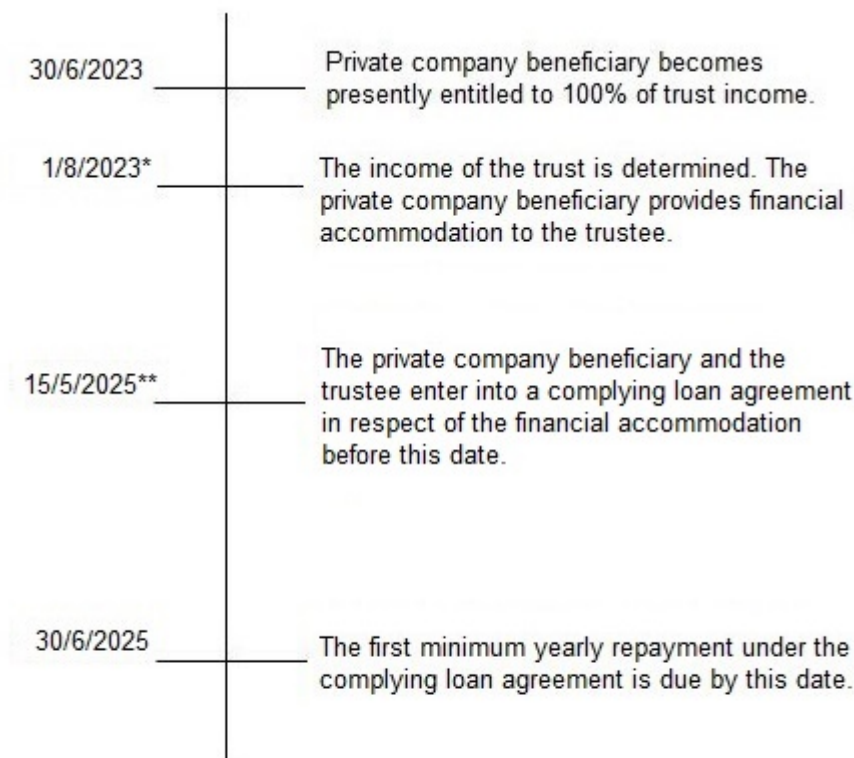 30/6/2023
Private company beneficiary becomes
presently entitled to 100% of trust income.
1/8/2023*
The income of the trust is determined. The
private company beneficiary provides financial
accommodation to the trustee.
15/5/2025**
The private company beneficiary and the
trustee enter into a complying loan agreement
in respect of the financial accommodation
before this date.
30/6/2025
The first minimum yearly repayment under the
complying loan agreement is due by this date.